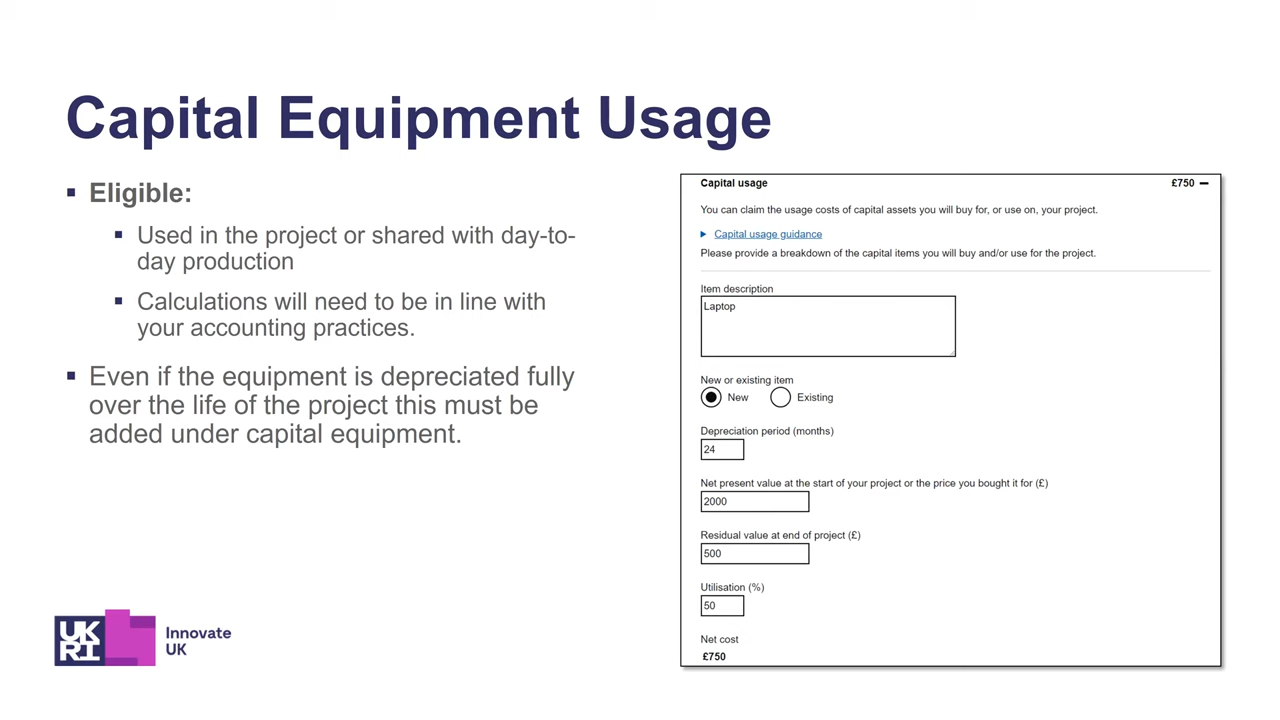 Capital Equipment Usage
▪ Eligible:
▪ Used in the project or shared with day-to-
day production
▪ Calculations will need to be in line with
your accounting practices.
▪ Even if the equipment is depreciated fully
over the life of the project this must be
added under capital equipment.
Capital usage £750 –
You can claim the usage costs of capital assets you will buy for, or use on, your project.
Capital usage guidance
Please provide a breakdown of the capital items you will buy and/or use for the project.
Item description
Laptop
New or existing item
New Existing
Depreciation period (months)
24
Net present value at the start of your project or the price you bought it for (£)
2000
Residual value at end of project (£)
500
Utilisation (%)
50
Net cost
£750
UK
RI
Innovate
UK